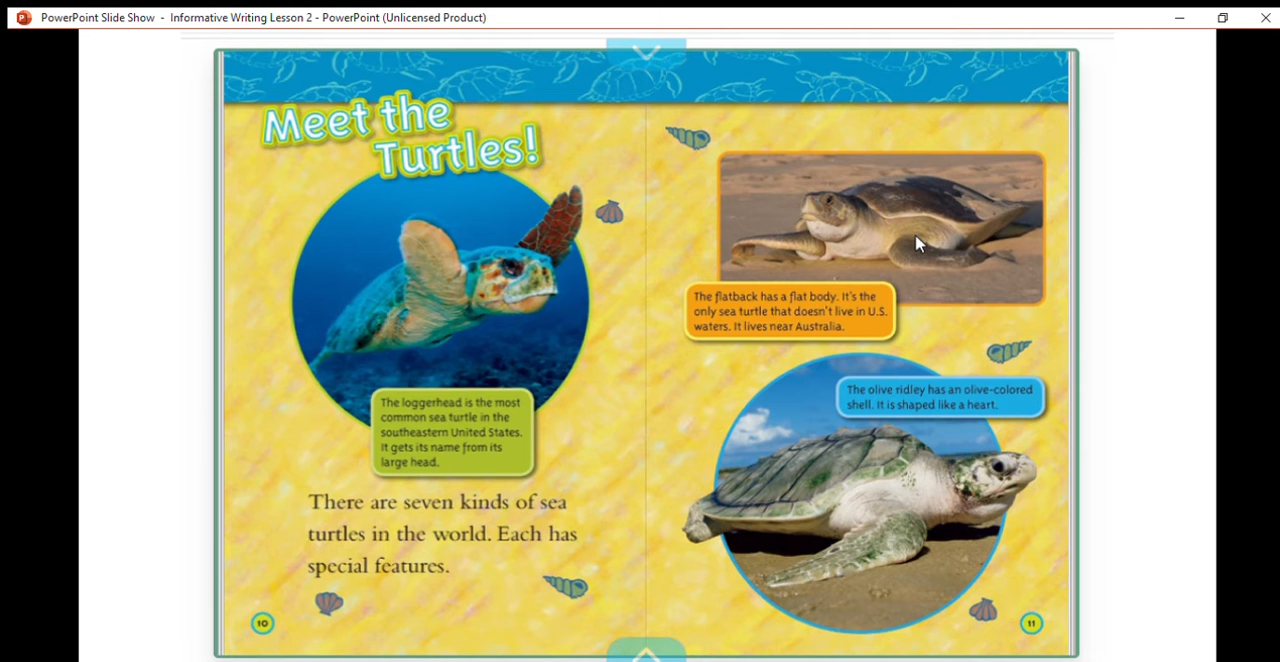 PowerPoint Slide Show - Informative Writing Lesson 2 - PowerPoint (Unlicensed Product)
Meet the
Turtles!
The loggerhead is the most
common sea turtle in the
southeastern United States.
It gets its name from its
large head.
There are seven kinds of sea
turtles in the world. Each has
special features.
10
The flatback has a flat body. It's the
only sea turtle that doesn't live in U.S.
waters. It lives near Australia.
The olive ridley has an olive-colored
shell. It is shaped like a heart.
11